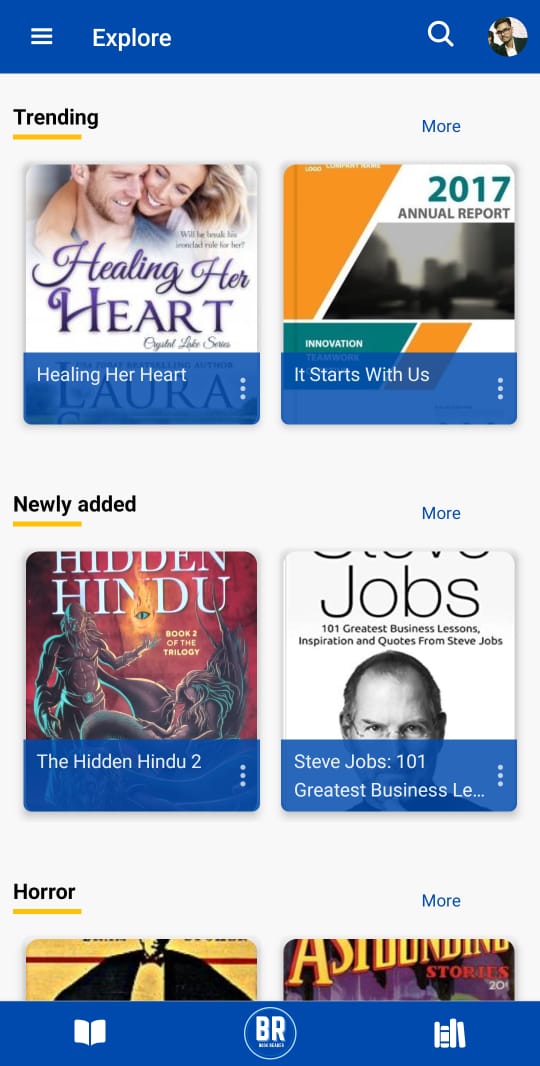 Explore
Trending
More
Will he break his
ironclad rule for her?
Healing Her
HEART
Crystal Lake Series
LAURA
Healing Her Heart
LOGO
COMPANY NAME
2017
ANNUAL REPORT
INNOVATION
TEAMWORK
It Starts With Us
Newly added
More
HIDDEN
HINDU
BOOK 2
OF THE
TRILOGY
The Hidden Hindu 2
Steve
Jobs
101 Greatest Business Lessons,
Inspiration and Quotes From Steve Jobs
Steve Jobs: 101
Greatest Business Le...
Horror
More
ASTOUNDING
STORIES
20¢
BR
BOOK READER